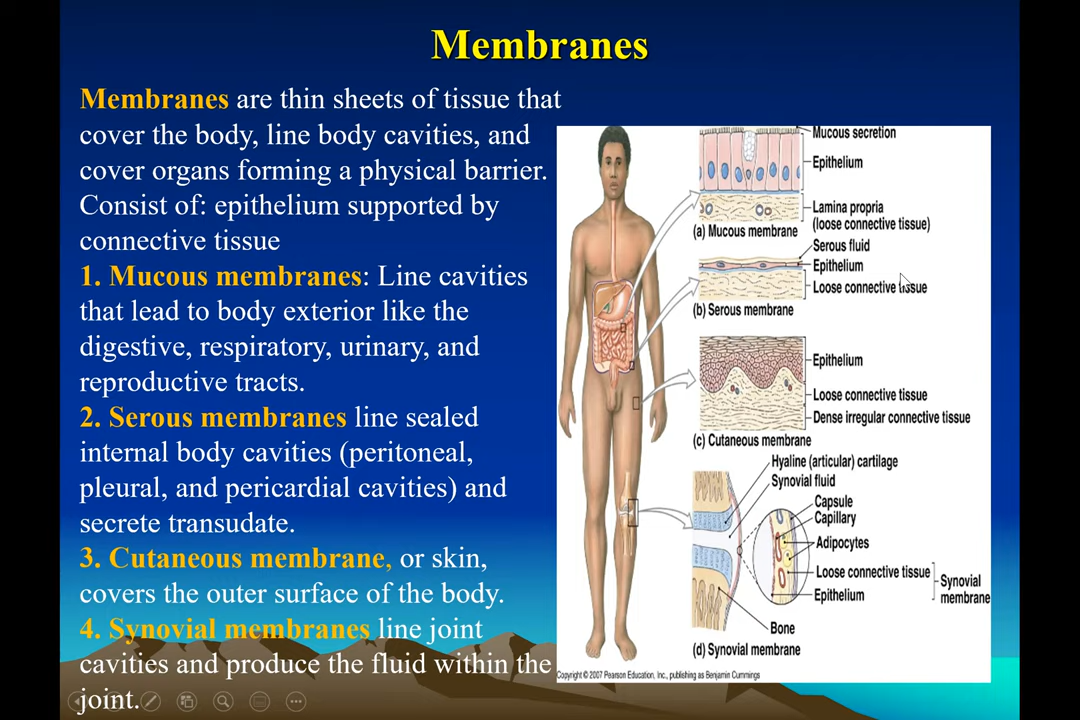 Membranes
Membranes are thin sheets of tissue that
cover the body, line body cavities, and
cover organs forming a physical barrier.
Consist of: epithelium supported by
connective tissue
1. Mucous membranes: Line cavities
that lead to body exterior like the
digestive, respiratory, urinary, and
reproductive tracts.
2. Serous membranes line sealed
internal body cavities (peritoneal,
pleural, and pericardial cavities) and
secrete transudate.
3. Cutaneous membrane, or skin,
covers the outer surface of the body.
4. Synovial membranes line joint
cavities and produce the fluid within the
joint.
Mucous secretion
Epithelium
Lamina propria
(loose connective tissue)
(a) Mucous membrane
Serous fluid
Epithelium
Loose connective tissue
(b) Serous membrane
Epithelium
Loose connective tissue
Dense irregular connective tissue
(c) Cutaneous membrane
Hyaline (articular) cartilage
Synovial fluid
Capsule
Capillary
Adipocytes
Loose connective tissue
Synovial
membrane
Epithelium
Bone
(d) Synovial membrane
Copyright © 2007 Pearson Education, Inc., publishing as Benjamin Cummings